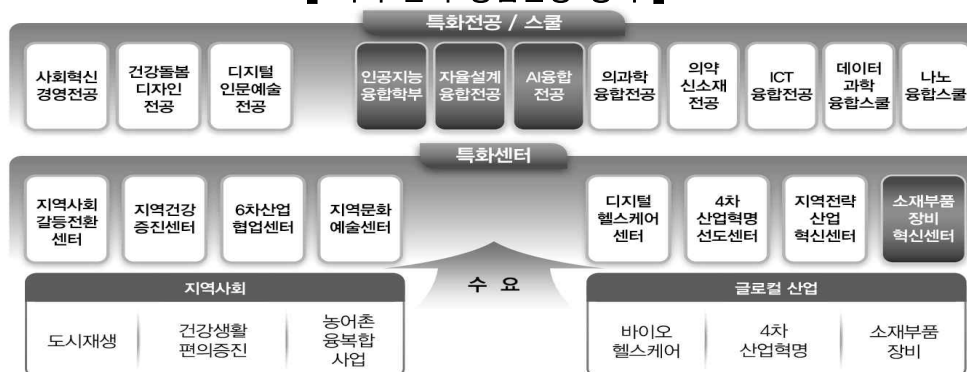 특화전공 / 스쿨
사회혁신
경영전공
건강돌봄
디자인
전공
디지털
인문예술
전공
인공지능
융합학부
자율설계
융합전공
AI융합
전공
의과학
융합전공
의약
신소재
전공
ICT
융합전공
데이터
과학
융합스쿨
나노
융합스쿨
특화센터
지역사회
갈등전환
센터
지역건강
증진센터
6차산업
협업센터
지역문화
예술센터
디지털
헬스케어
센터
4차
산업혁명
선도센터
지역전략
산업
혁신센터
소재부품
장비
혁신센터
수 요
지역사회
도시재생
건강생활
편의증진
농어촌
융복합
사업
글로컬 산업
바이오
헬스케어
4차
산업혁명
소재부품
장비